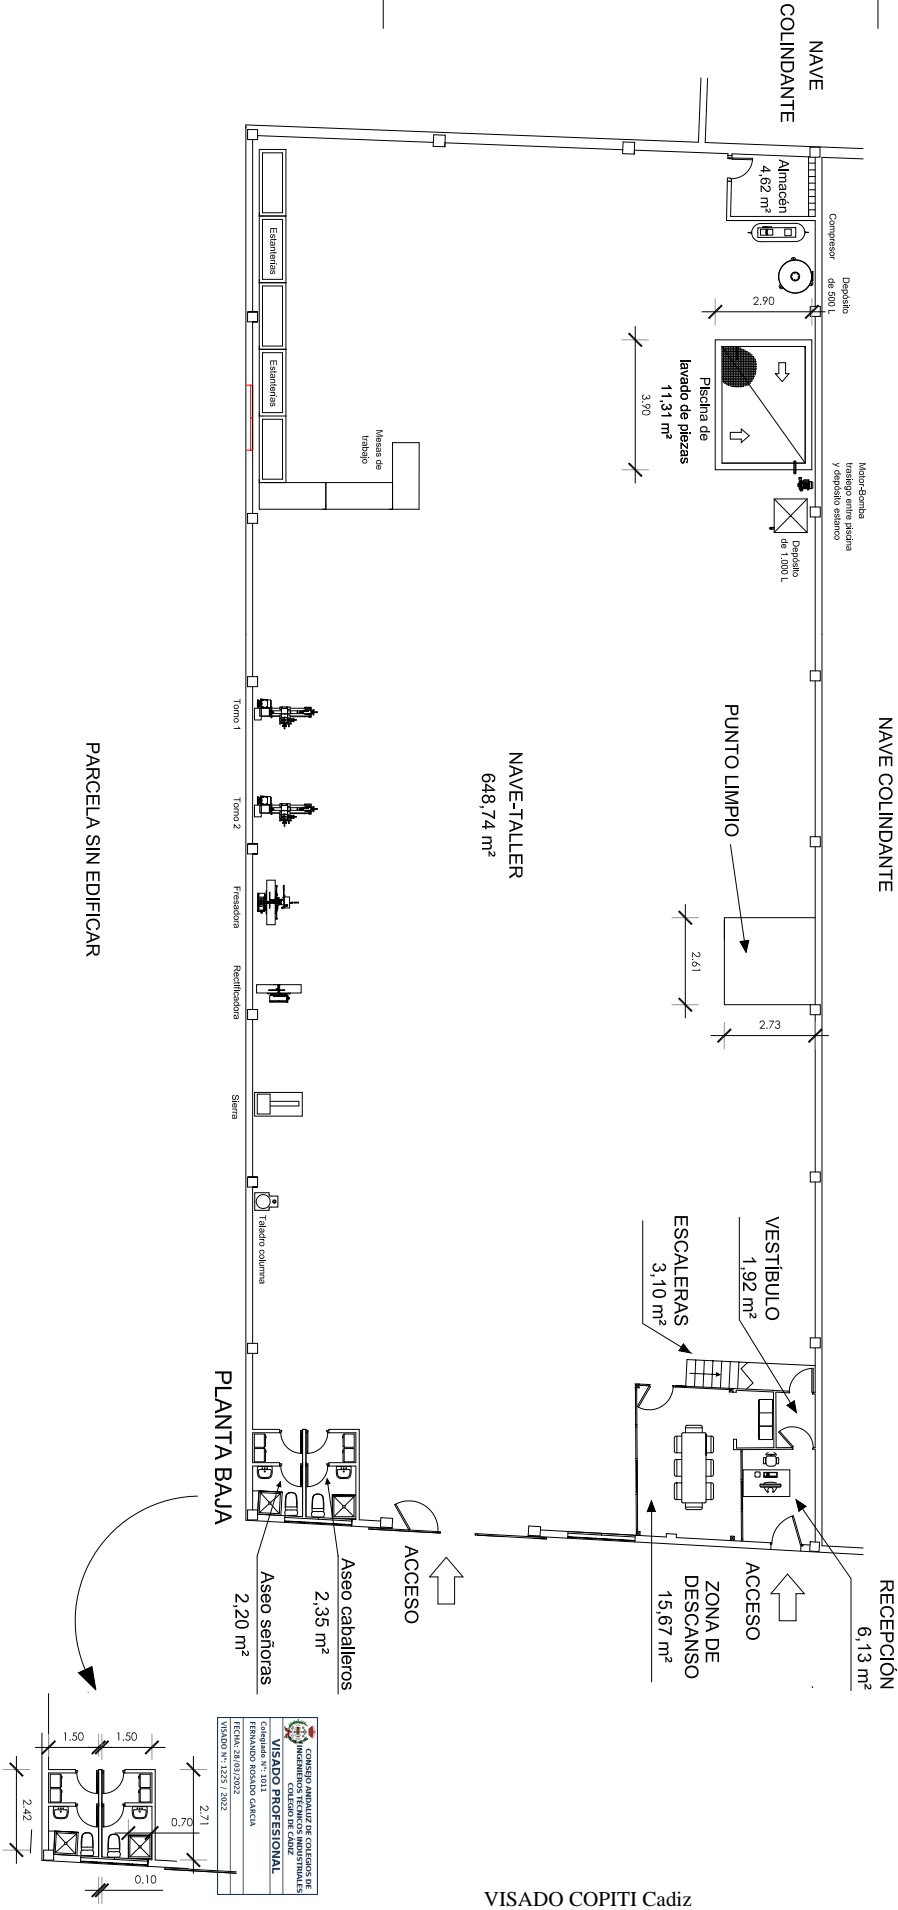 NAVE
COLINDANTE
Almacén
4,62 m²
Compresor
Depósito
de 500 L
2.90
3.90
Piscina de
lavado de piezas
11,31 m²
Motor-Bomba
trasiego entre piscina
y depósito estanco
Depósito
de 1.000 L
Estanterías
Estanterías
Mesas de
trabajo
NAVE COLINDANTE
PUNTO LIMPIO
2.61
2.73
NAVE-TALLER
648,74 m²
PARCELA SIN EDIFICAR
Torno 1
Torno 2
Fresadora
Rectificadora
Sierra
Taladro columna
VESTÍBULO
1,92 m²
ESCALERAS
3,10 m²
PLANTA BAJA
RECEPCIÓN
6,13 m²
ACCESO
ZONA DE
DESCANSO
15,67 m²
ACCESO
Aseo caballeros
2,35 m²
Aseo señoras
2,20 m²
1.50
1.50
2.71
0.70
2.42
0.10
CONSEJO ANDALUZ DE COLEGIOS DE
INGENIEROS TÉCNICOS INDUSTRIALES
COLEGIO DE CÁDIZ
VISADO PROFESIONAL
Colegiado Nº: 1011
FERNANDO ROSADO GARCIA
FECHA: 28/03/2022
VISADO Nº: 1225 / 2022
VISADO COPITI Cadiz